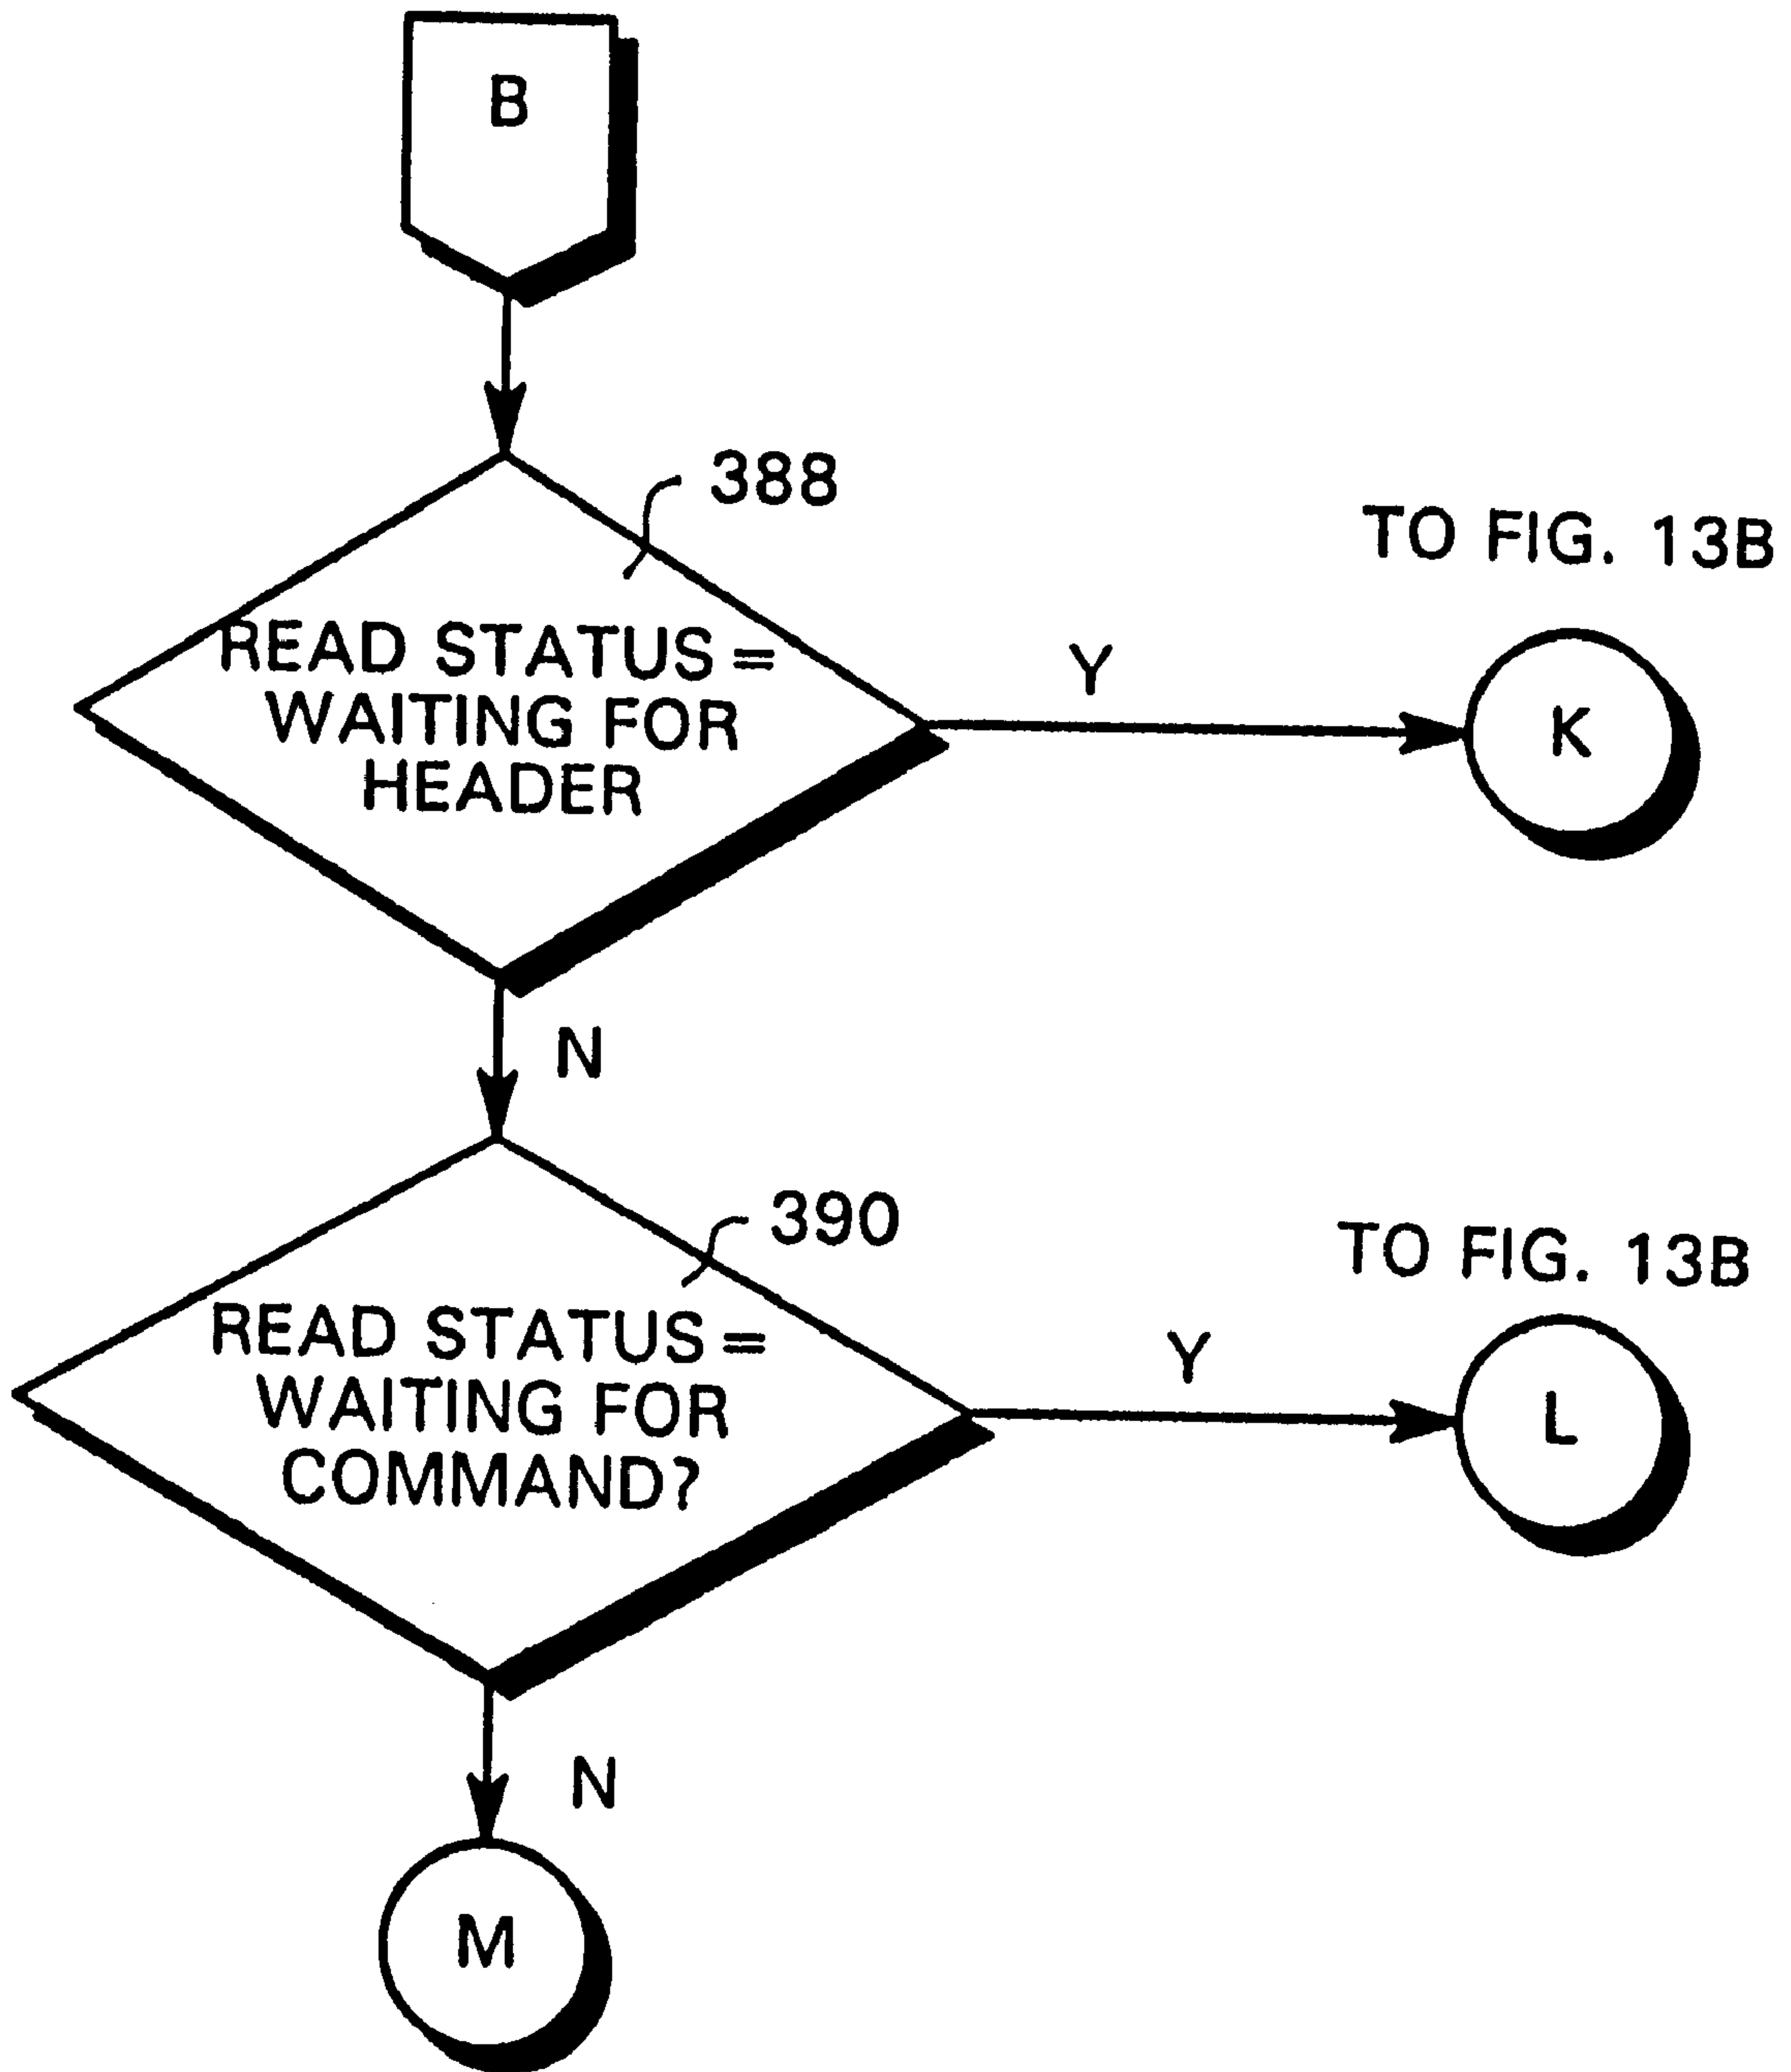 B
388
TO FIG. 13B
READ STATUS=
WAITING FOR
HEADER
Y
K
N
390
TO FIG. 13B
READ STATUS=
WAITING FOR
COMMAND?
Y
L
N
M